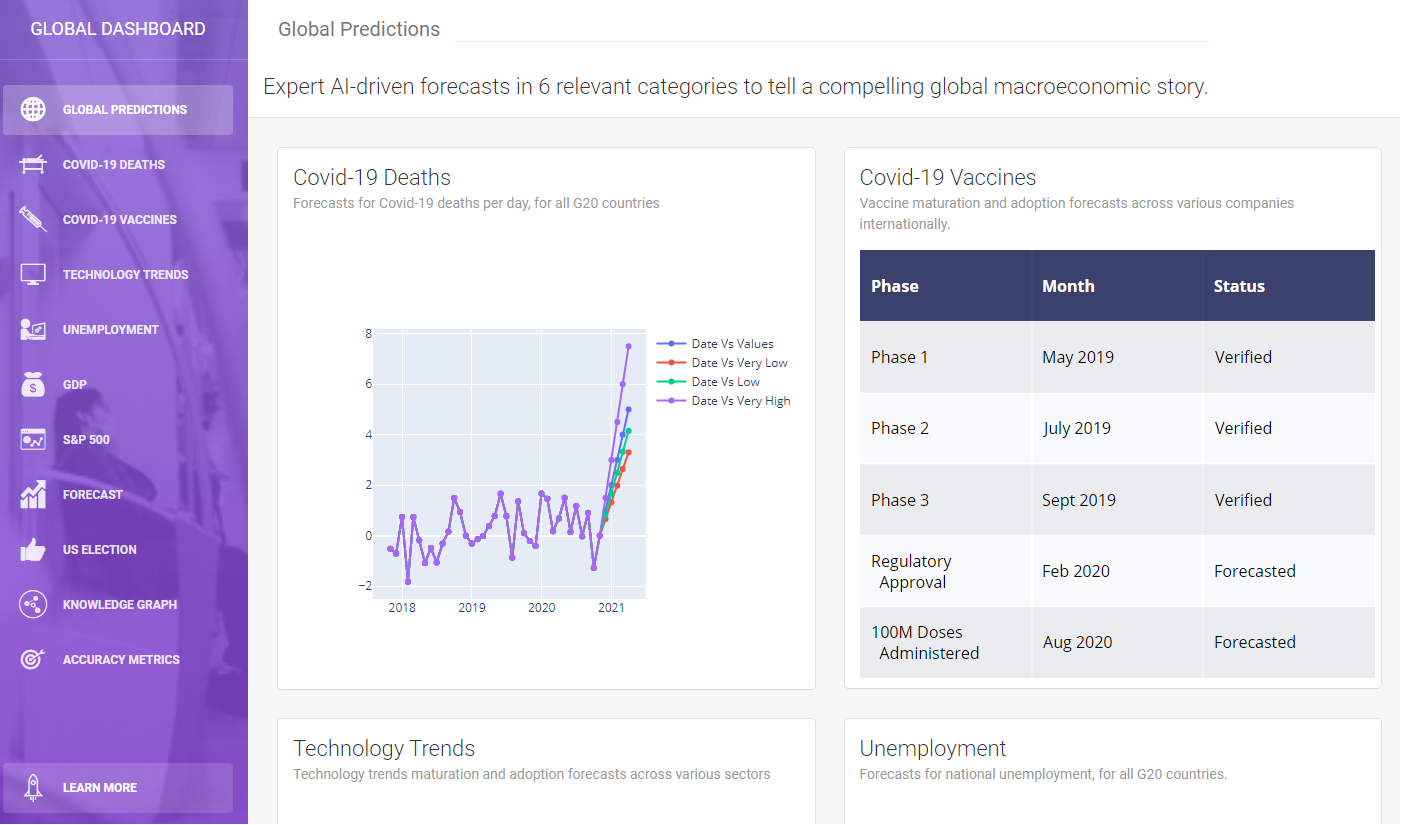 GLOBAL DASHBOARD
GLOBAL PREDICTIONS
COVID-19 DEATHS
COVID-19 VACCINES
TECHNOLOGY TRENDS
UNEMPLOYMENT
$
GDP
S&P 500
FORECAST
US ELECTION
KNOWLEDGE GRAPH
ACCURACY METRICS
LEARN MORE
Global Predictions
Expert AI-driven forecasts in 6 relevant categories to tell a compelling global macroeconomic story.
Covid-19 Deaths
Forecasts for Covid-19 deaths per day, for all G20 countries
8
6
4
2
0
−2
2018 2019 2020 2021
Date Vs Values
Date Vs Very Low
Date Vs Low
Date Vs Very High
Covid-19 Vaccines
Vaccine maturation and adoption forecasts across various companies
internationally.
Phase Month Status
Phase 1 May 2019 Verified
Phase 2 July 2019 Verified
Phase 3 Sept 2019 Verified
Regulatory
Approval Feb 2020 Forecasted
100M Doses
Administered Aug 2020 Forecasted
Technology Trends
Technology trends maturation and adoption forecasts across various sectors
Unemployment
Forecasts for national unemployment, for all G20 countries.